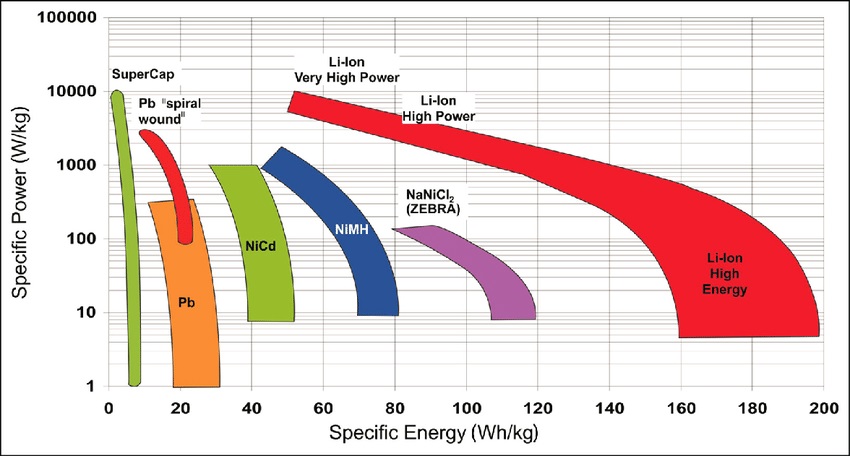 100000
10000
1000
100
10
1
Specific Power (W/kg)
SuperCap
Pb "spiral
wound"
Li-Ion
Very High Power
Li-Ion
High Power
NaNiCl₂
(ZEBRA)
NiMH
NiCd
Pb
Li-Ion
High
Energy
0 20 40 60 80 100 120 140 160 180 200
Specific Energy (Wh/kg)